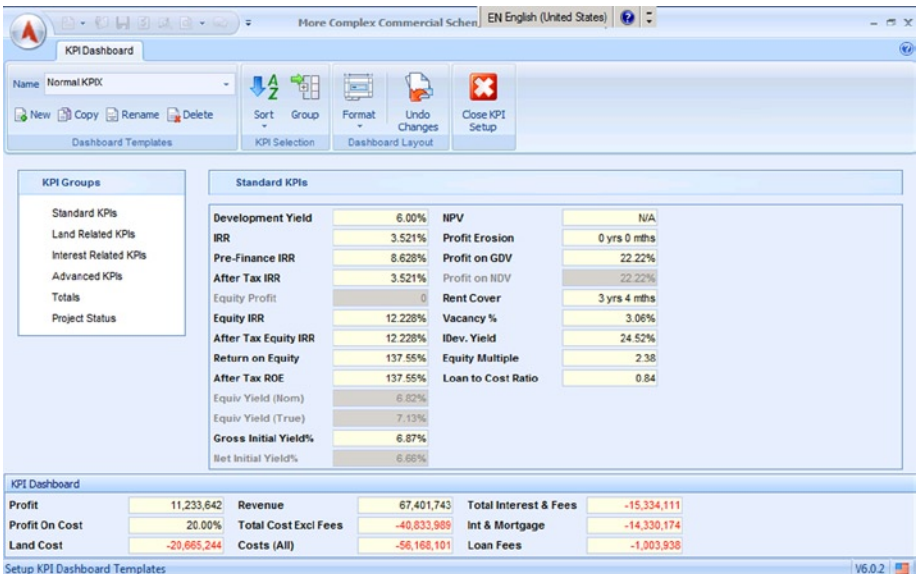 More Complex Commercial Schem
EN English (United States)
KPI Dashboard
Name Normal.KPIX
New Copy Rename Delete
Sort Group Format Undo Changes Close KPI Setup
Dashboard Templates KPI Selection Dashboard Layout
KPI Groups
Standard KPIs
Land Related KPIs
Interest Related KPIs
Advanced KPIs
Totals
Project Status
Standard KPIs
Development Yield 6.00% NPV N/A
IRR 3.521% Profit Erosion 0 yrs 0 mths
Pre-Finance IRR 8.628% Profit on GDV 22.22%
After Tax IRR 3.521% Profit on NDV 22.22%
Equity Profit 0 Rent Cover 3 yrs 4 mths
Equity IRR 12.228% Vacancy % 3.06%
After Tax Equity IRR 12.228% IDev. Yield 24.52%
Return on Equity 137.55% Equity Multiple 2.38
After Tax ROE 137.55% Loan to Cost Ratio 0.84
Equiv Yield (Nom) 6.82%
Equiv Yield (True) 7.13%
Gross Initial Yield% 6.87%
Net Initial Yield% 6.66%
KPI Dashboard
Profit 11,233,642 Revenue 67,401,743 Total Interest & Fees -15,334,111
Profit On Cost 20.00% Total Cost Excl Fees -40,833,989 Int & Mortgage -14,330,174
Land Cost -20,665,244 Costs (All) -56,168,101 Loan Fees -1,003,938
Setup KPI Dashboard Templates V6.0.2